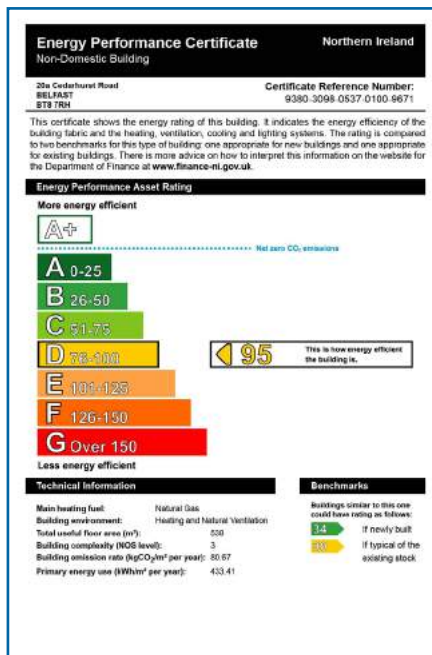 Energy Performance Certificate
Northern Ireland
Non-Domestic Building
20a Cedarhurst Road
BELFAST
BT8 7RH
Certificate Reference Number:
9380-3098-0537-0100-9671
This certificate shows the energy rating of this building. It indicates the energy efficiency of the
building fabric and the heating, ventilation, cooling and lighting systems. The rating is compared
to two benchmarks for this type of building: one appropriate for new buildings and one appropriate
for existing buildings. There is more advice on how to interpret this information on the website for
the Department of Finance at www.finance-ni.gov.uk.
Energy Performance Asset Rating
More energy efficient
A+
Net zero CO₂ emissions
A 0-25
B 26-50
C 51-75
D 76-100
95
This is how energy efficient
the building is.
E 101-125
F 126-150
G Over 150
Less energy efficient
Technical Information
Main heating fuel: Natural Gas
Building environment: Heating and Natural Ventilation
Total useful floor area (m²):
Building complexity (NOS level): 3
Building emission rate (kgCO₂/m² per year): 80.67
Primary energy use (kWh/m² per year): 433.41
Benchmarks
Buildings similar to this one
could have rating as follows:
34 If newly built
If typical of the
existing stock